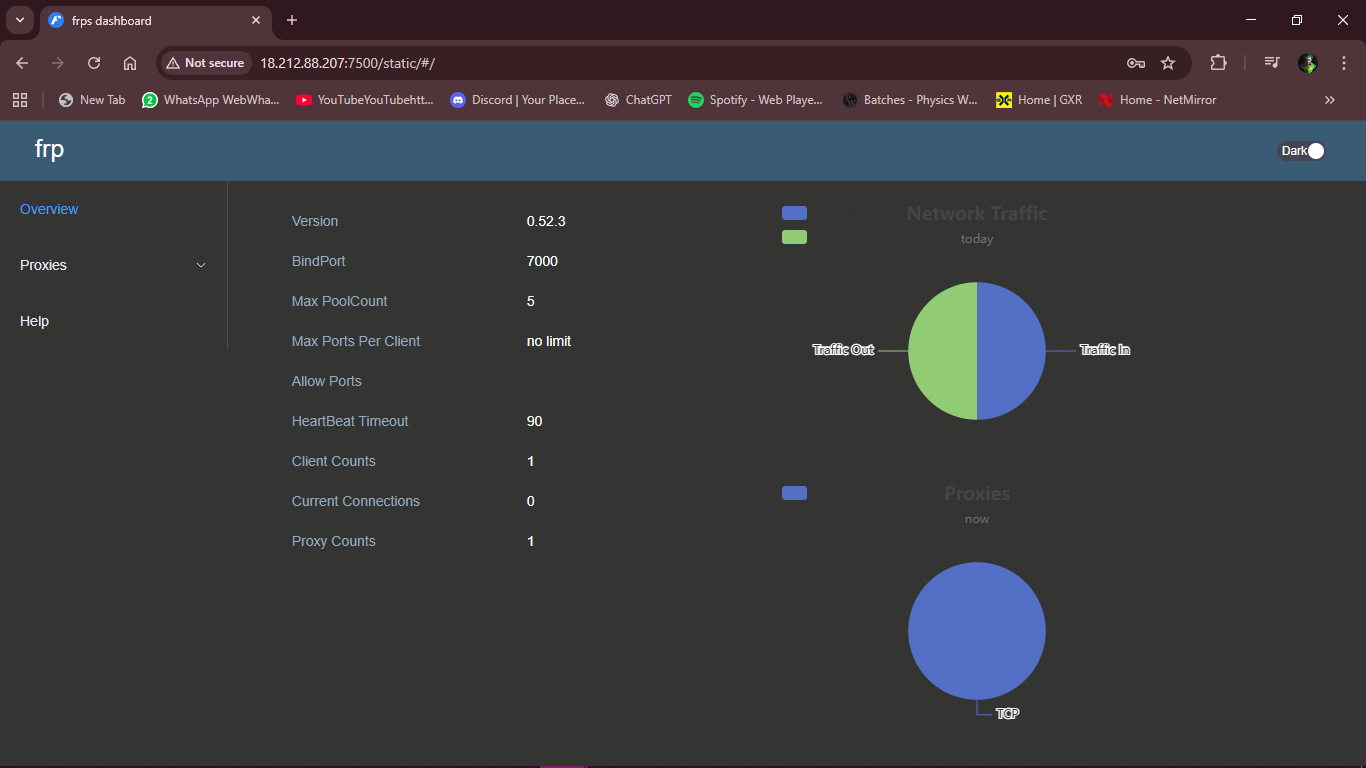 frps dashboard
Not secure 18.212.88.207:7500/static/#/
New Tab WhatsApp WebWha... YouTubeYouTubehtt... Discord | Your Place... ChatGPT Spotify - Web Playe... Batches - Physics W... Home | GXR Home - NetMirror
2
frp
Dark
Overview
Proxies
Help
Version 0.52.3
BindPort 7000
Max PoolCount 5
Max Ports Per Client no limit
Allow Ports
HeartBeat Timeout 90
Client Counts 1
Current Connections 0
Proxy Counts 1
Network Traffic
today
Traffic Out Traffic In
Proxies
now
TCP